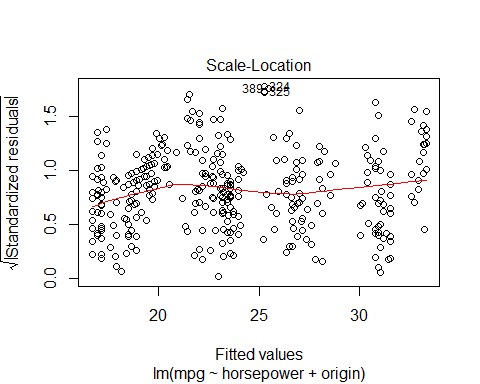 Scale-Location
√|Standardized residuals|
0.0 0.5 1.0 1.5
389
324
325
20 25 30
Fitted values
lm(mpg ~ horsepower + origin)